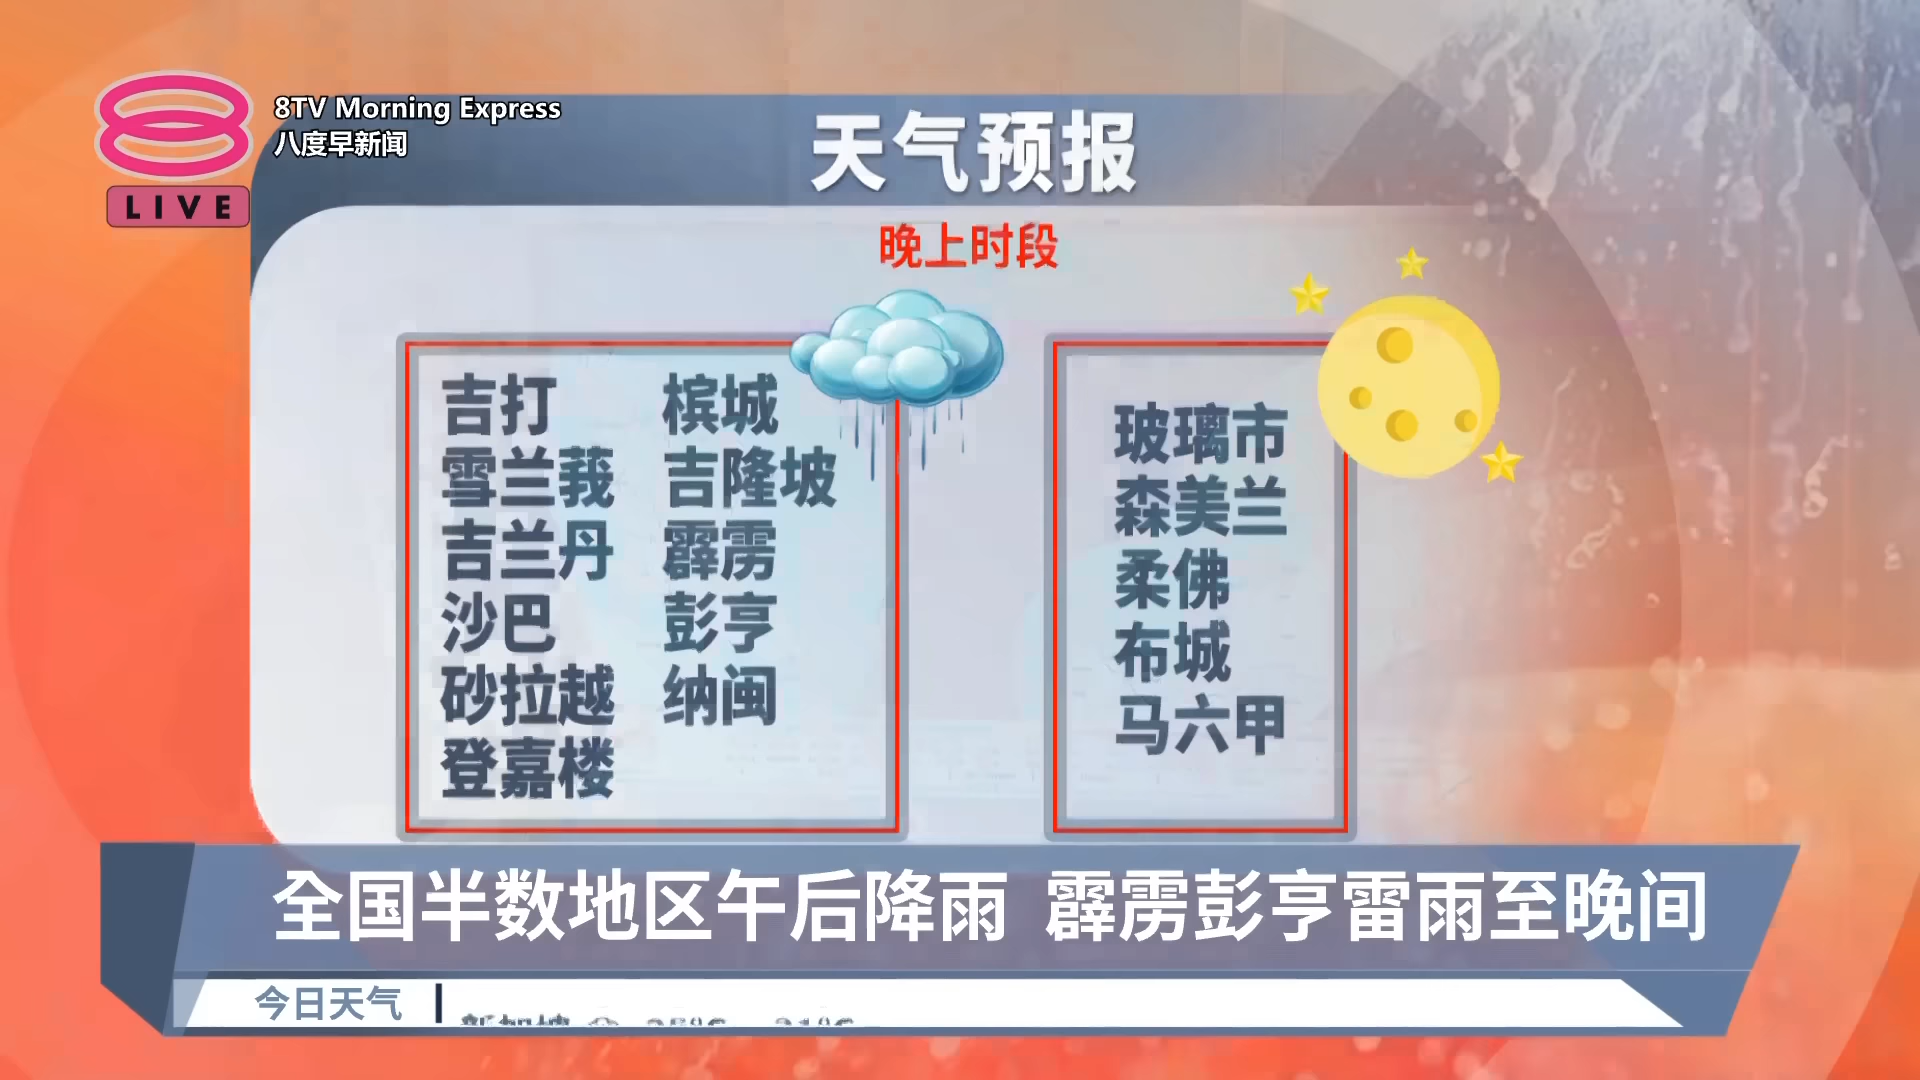 8TV Morning Express
八度早新闻
LIVE
天气预报
晚上时段
吉打 槟城
雪兰莪 吉隆坡
吉兰丹 霹雳
沙巴 彭亨
砂拉越 纳闽
登嘉楼
玻璃市
森美兰
柔佛
布城
马六甲
全国半数地区午后降雨 霹雳彭亨雷雨至晚间
今日天气